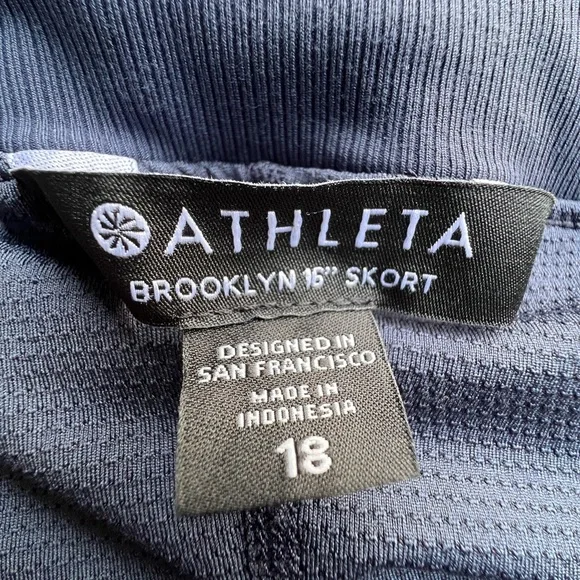 ATHLETA
BROOKLYN 16" SKORT
DESIGNED IN
SAN FRANCISCO
MADE IN
INDONESIA
18